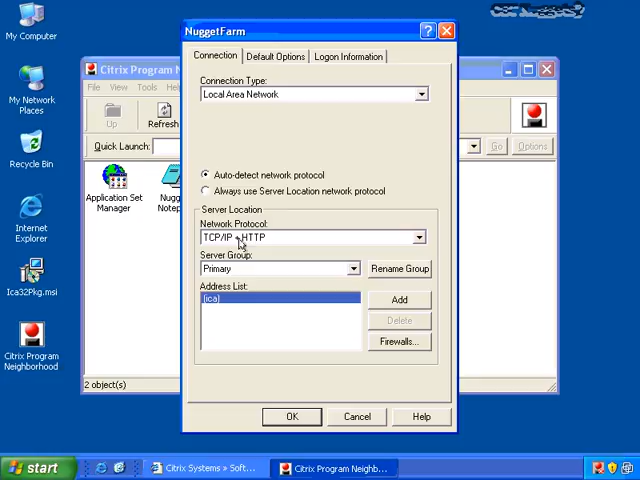 CBT Nuggets
My Computer
My Network
Places
Recycle Bin
Internet
Explorer
Ica32Pkg.msi
Citrix Program
Neighborhood
Citrix Program N
File View Tools
Up
Refresh
Go
Options
Quick Launch:
Application Set
Manager
Nugg
Notep
2 object(s)
NuggetFarm
Connection
Default Options
Logon Information
Connection Type:
Local Area Network
Auto-detect network protocol
Always use Server Location network protocol
Server Location
Network Protocol:
TCP/IP + HTTP
Server Group:
Primary
Rename Group
Address List:
(ica)
Add
Delete
Firewalls...
OK
Cancel
Help
start
Citrix Systems » Soft...
Citrix Program Neighb...